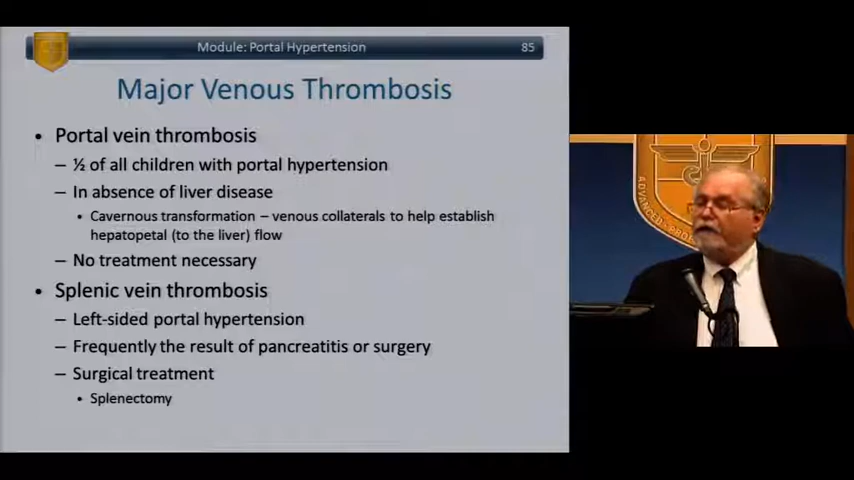 Module: Portal Hypertension 85
Major Venous Thrombosis
• Portal vein thrombosis
– ½ of all children with portal hypertension
– In absence of liver disease
• Cavernous transformation – venous collaterals to help establish
hepatopetal (to the liver) flow
– No treatment necessary
• Splenic vein thrombosis
– Left-sided portal hypertension
– Frequently the result of pancreatitis or surgery
– Surgical treatment
• Splenectomy